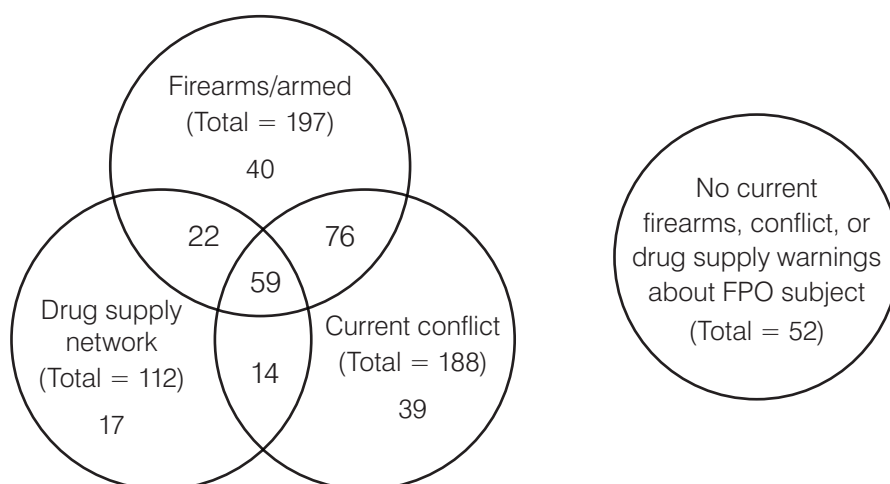 Firearms/armed
(Total = 197)
40
22
76
59
Drug supply
network
(Total = 112)
17
14
Current conflict
(Total = 188)
39
No current
firearms, conflict, or
drug supply warnings
about FPO subject
(Total = 52)